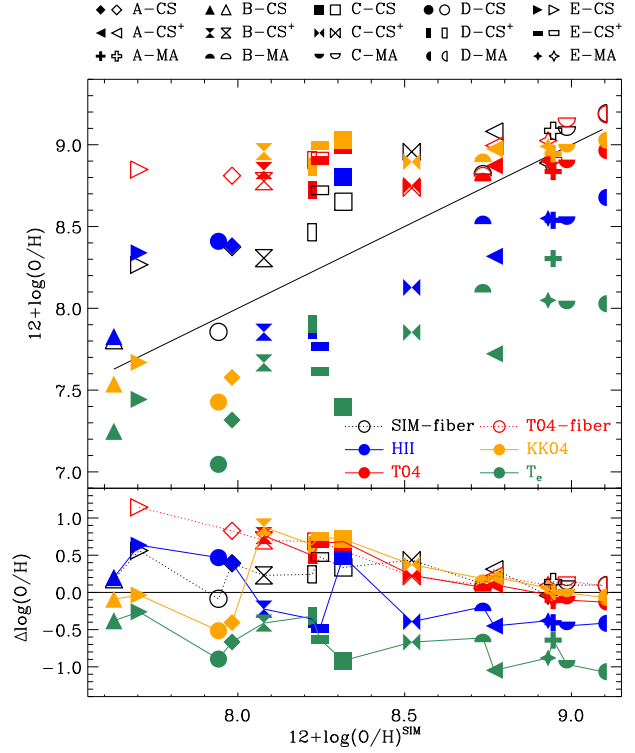 A-CS B-CS C-CS D-CS E-CS
A-CS⁺ B-CS⁺ C-CS⁺ D-CS⁺ E-CS⁺
A-MA B-MA C-MA D-MA E-MA
12+log(O/H)
9.0
8.5
8.0
7.5
7.0
SIM-fiber T04-fiber
HII KK04
T04 Tₑ
Δlog(O/H)
1.0
0.5
0.0
-0.5
-1.0
8.0 8.5 9.0
12+log(O/H)^SIM